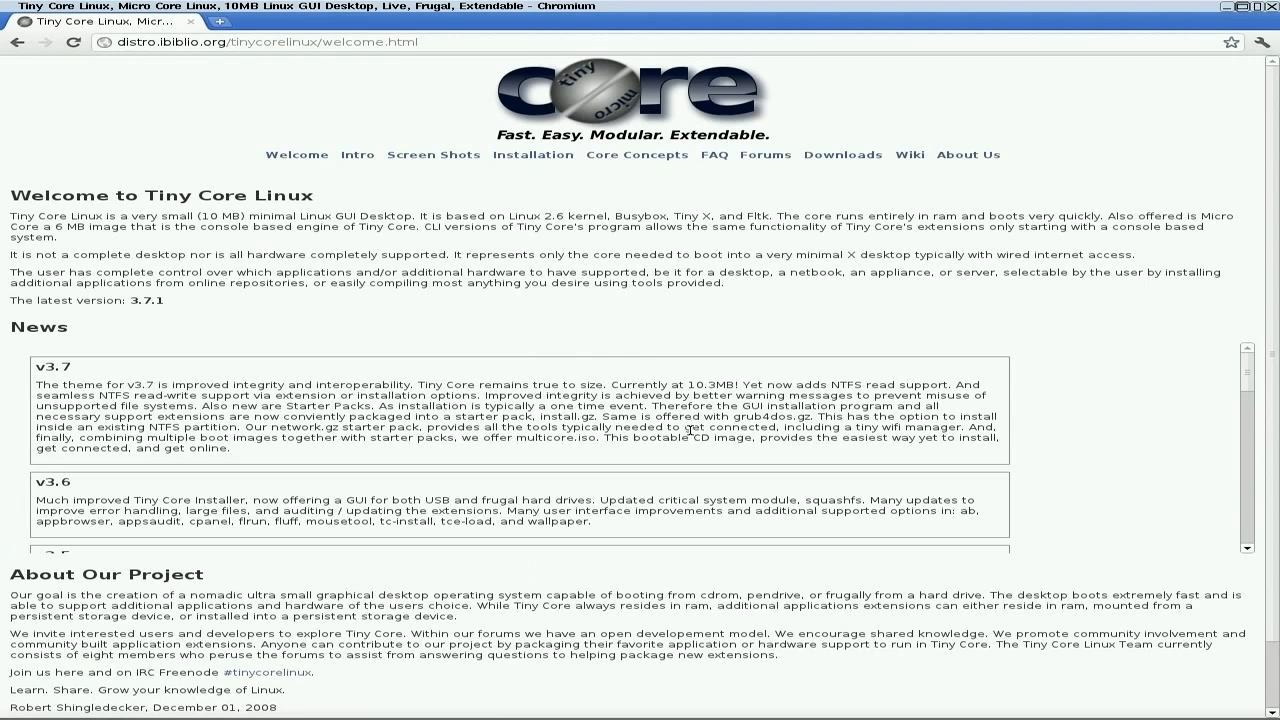 Tiny Core Linux, Micro Core Linux, 10MB Linux GUI Desktop, Live, Frugal, Extendable - Chromium
Tiny Core Linux, Micr...
distro.ibiblio.org/tinycorelinux/welcome.html
core
tiny
micro
Fast. Easy. Modular. Extendable.
Welcome Intro Screen Shots Installation Core Concepts FAQ Forums Downloads Wiki About Us
Welcome to Tiny Core Linux
Tiny Core Linux is a very small (10 MB) minimal Linux GUI Desktop. It is based on Linux 2.6 kernel, Busybox, Tiny X, and Fltk. The core runs entirely in ram and boots very quickly. Also offered is Micro
Core a 6 MB image that is the console based engine of Tiny Core. CLI versions of Tiny Core's program allows the same functionality of Tiny Core's extensions only starting with a console based
system.
It is not a complete desktop nor is all hardware completely supported. It represents only the core needed to boot into a very minimal X desktop typically with wired internet access.
The user has complete control over which applications and/or additional hardware to have supported, be it for a desktop, a netbook, an appliance, or server, selectable by the user by installing
additional applications from online repositories, or easily compiling most anything you desire using tools provided.
The latest version: 3.7.1
News
v3.7
The theme for v3.7 is improved integrity and interoperability. Tiny Core remains true to size. Currently at 10.3MB! Yet now adds NTFS read support. And
seamless NTFS read-write support via extension or installation options. Improved integrity is achieved by better warning messages to prevent misuse of
unsupported file systems. Also new are Starter Packs. As installation is typically a one time event. Therefore the GUI installation program and all
necessary support extensions are now conviently packaged into a starter pack, install.gz. Same is offered with grub4dos.gz. This has the option to install
inside an existing NTFS partition. Our network.gz starter pack, provides all the tools typically needed to get connected, including a tiny wifi manager. And,
finally, combining multiple boot images together with starter packs, we offer multicore.iso. This bootable CD image, provides the easiest way yet to install,
get connected, and get online.
v3.6
Much improved Tiny Core Installer, now offering a GUI for both USB and frugal hard drives. Updated critical system module, squashfs. Many updates to
improve error handling, large files, and auditing / updating the extensions. Many user interface improvements and additional supported options in: ab,
appbrowser, appsaudit, cpanel, flrun, fluff, mousetool, tc-install, tce-load, and wallpaper.
About Our Project
Our goal is the creation of a nomadic ultra small graphical desktop operating system capable of booting from cdrom, pendrive, or frugally from a hard drive. The desktop boots extremely fast and is
able to support additional applications and hardware of the users choice. While Tiny Core always resides in ram, additional applications extensions can either reside in ram, mounted from a
persistent storage device, or installed into a persistent storage device.
We invite interested users and developers to explore Tiny Core. Within our forums we have an open developement model. We encourage shared knowledge. We promote community involvement and
community built application extensions. Anyone can contribute to our project by packaging their favorite application or hardware support to run in Tiny Core. The Tiny Core Linux Team currently
consists of eight members who peruse the forums to assist from answering questions to helping package new extensions.
Join us here and on IRC Freenode #tinycorelinux.
Learn. Share. Grow your knowledge of Linux.
Robert Shingledecker, December 01, 2008